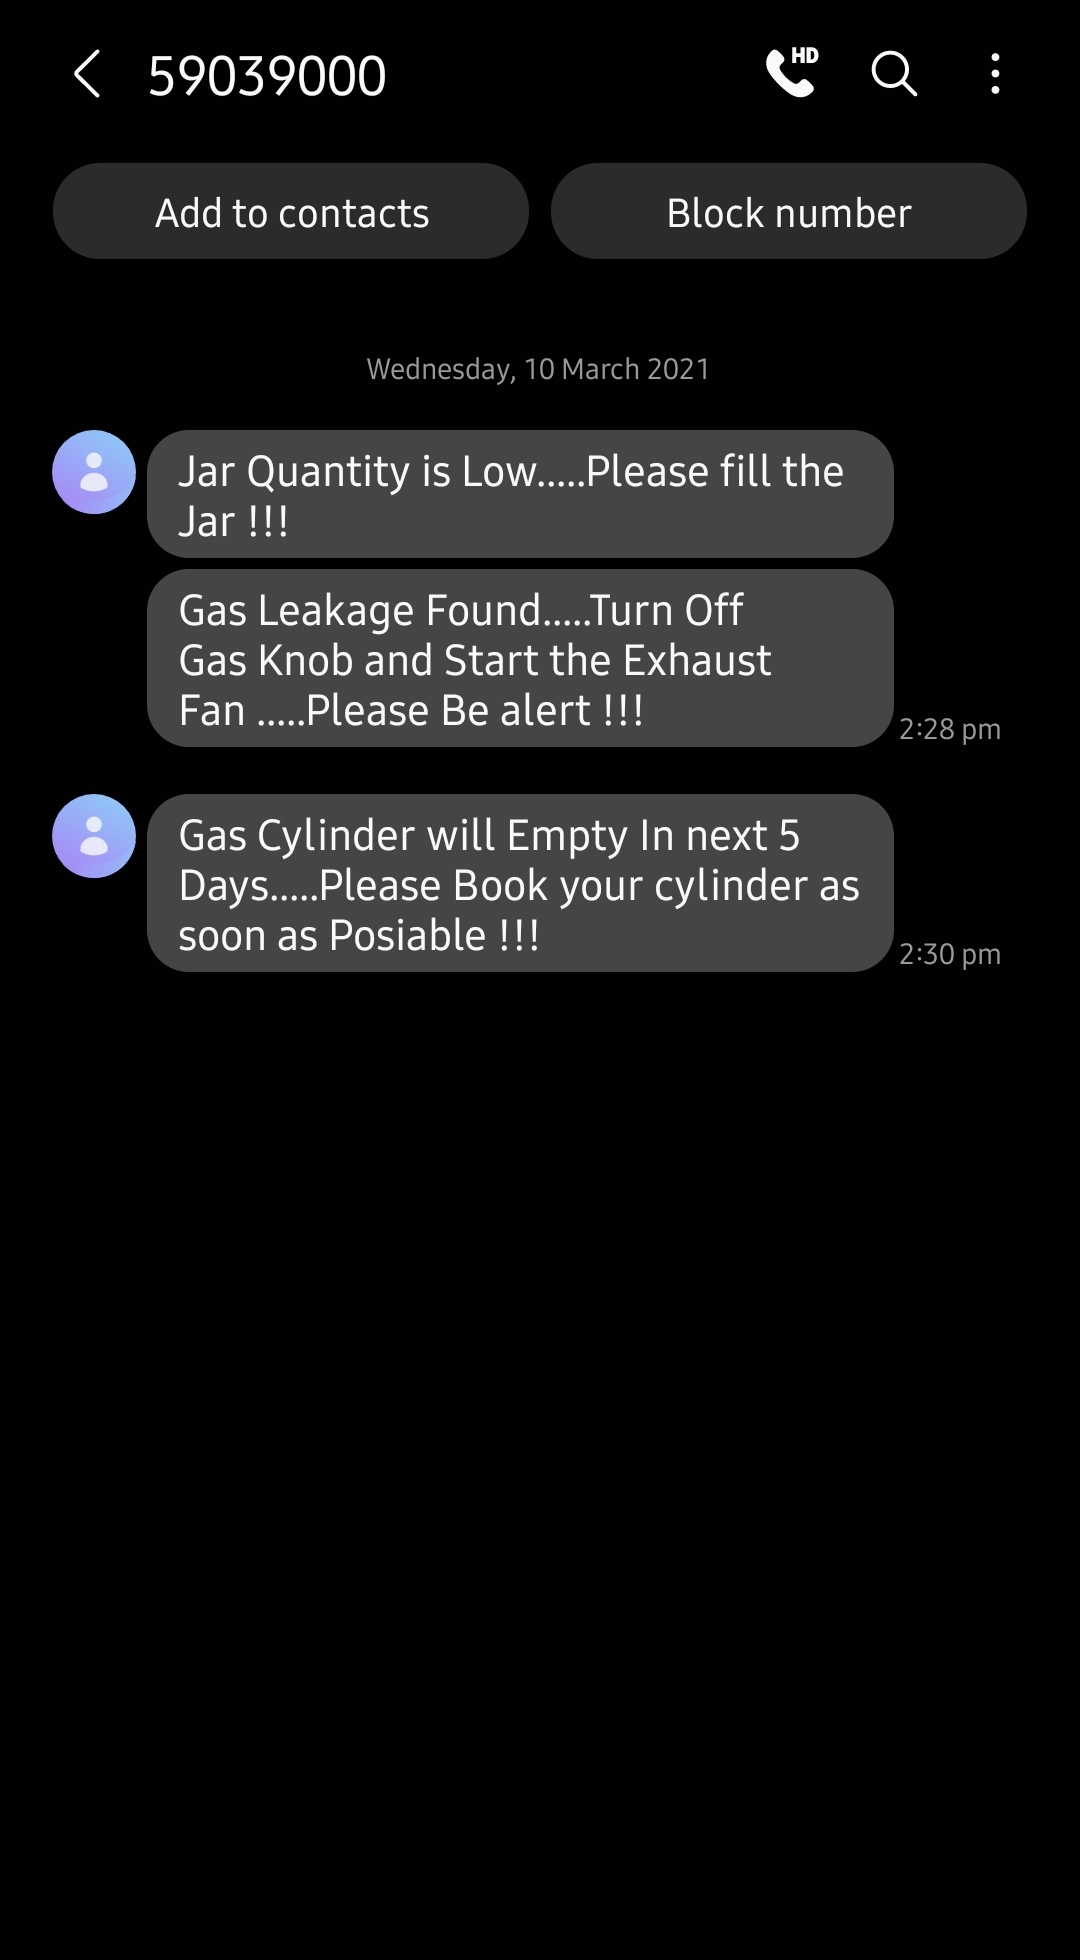 59039000
HD
Add to contacts
Block number
Wednesday, 10 March 2021
Jar Quantity is Low.....Please fill the
Jar !!!
Gas Leakage Found.....Turn Off
Gas Knob and Start the Exhaust
Fan .....Please Be alert !!!
2:28 pm
Gas Cylinder will Empty In next 5
Days.....Please Book your cylinder as
soon as Posiable !!!
2:30 pm